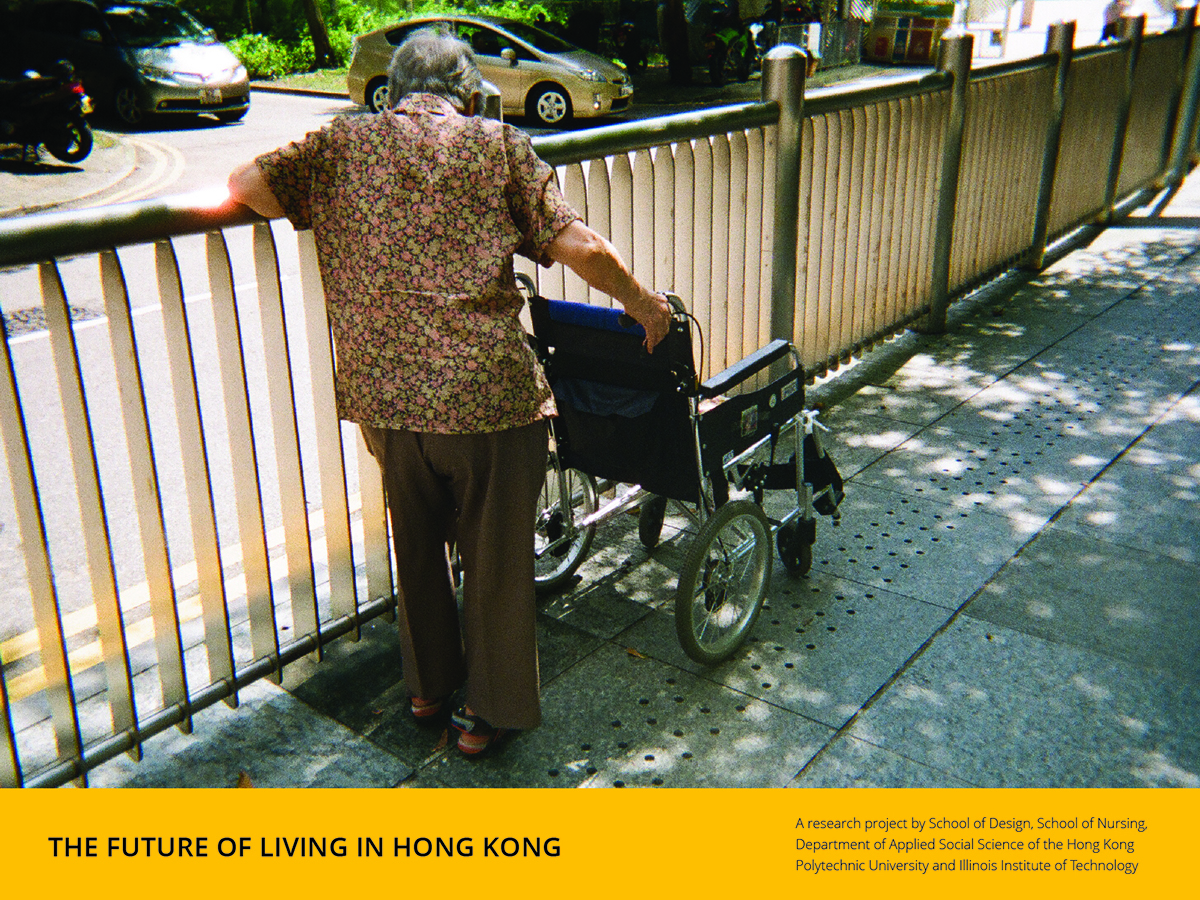 THE FUTURE OF LIVING IN HONG KONG
A research project by School of Design, School of Nursing,
Department of Applied Social Science of the Hong Kong
Polytechnic University and Illinois Institute of Technology